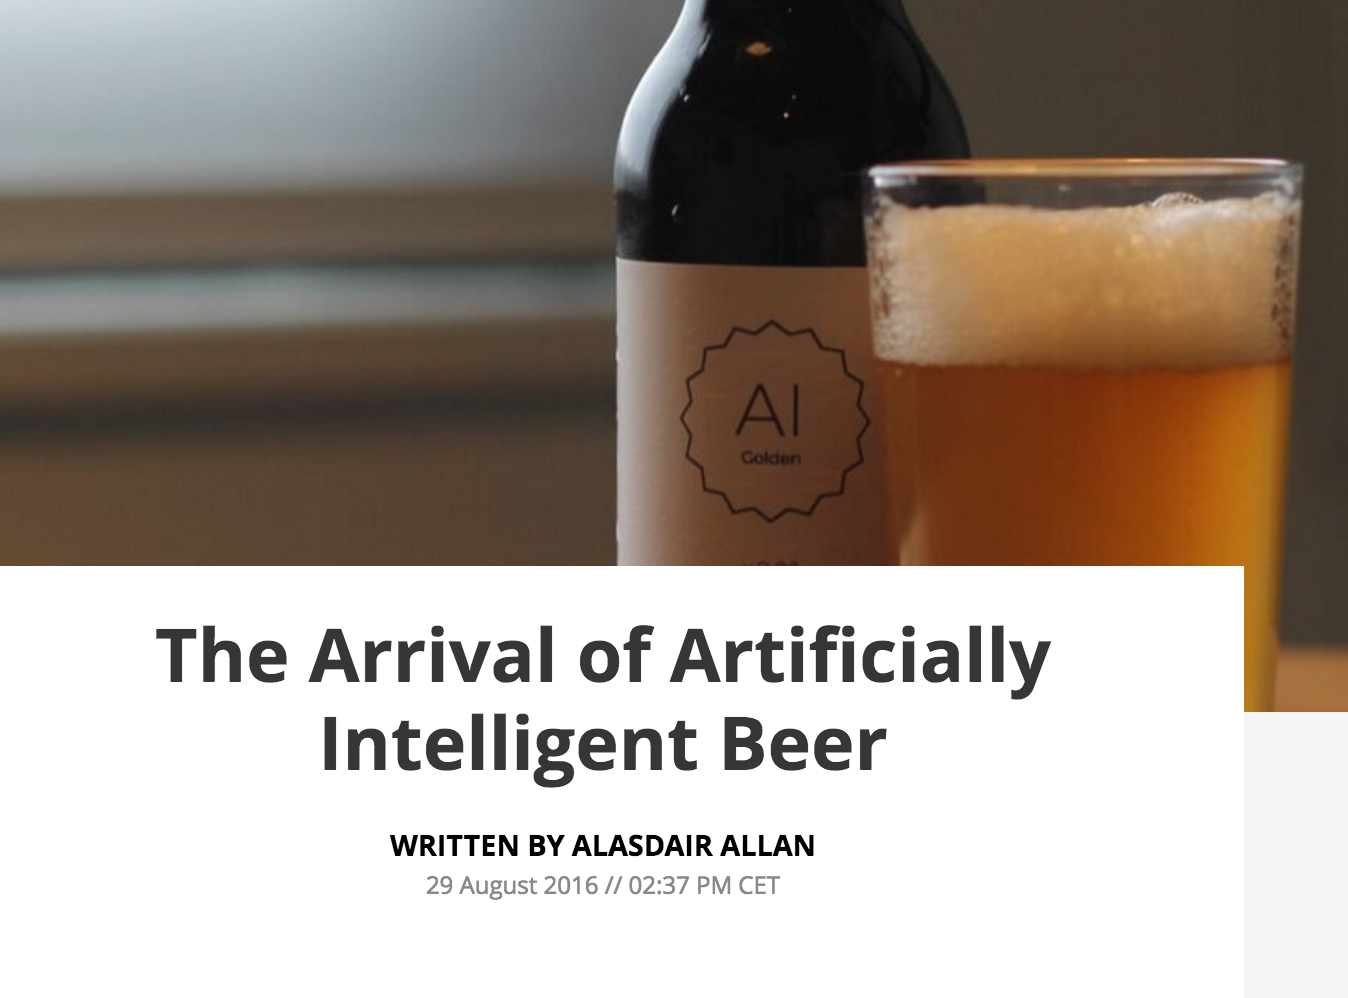 AI
Golden
The Arrival of Artificially
Intelligent Beer
WRITTEN BY ALASDAIR ALLAN
29 August 2016 // 02:37 PM CET